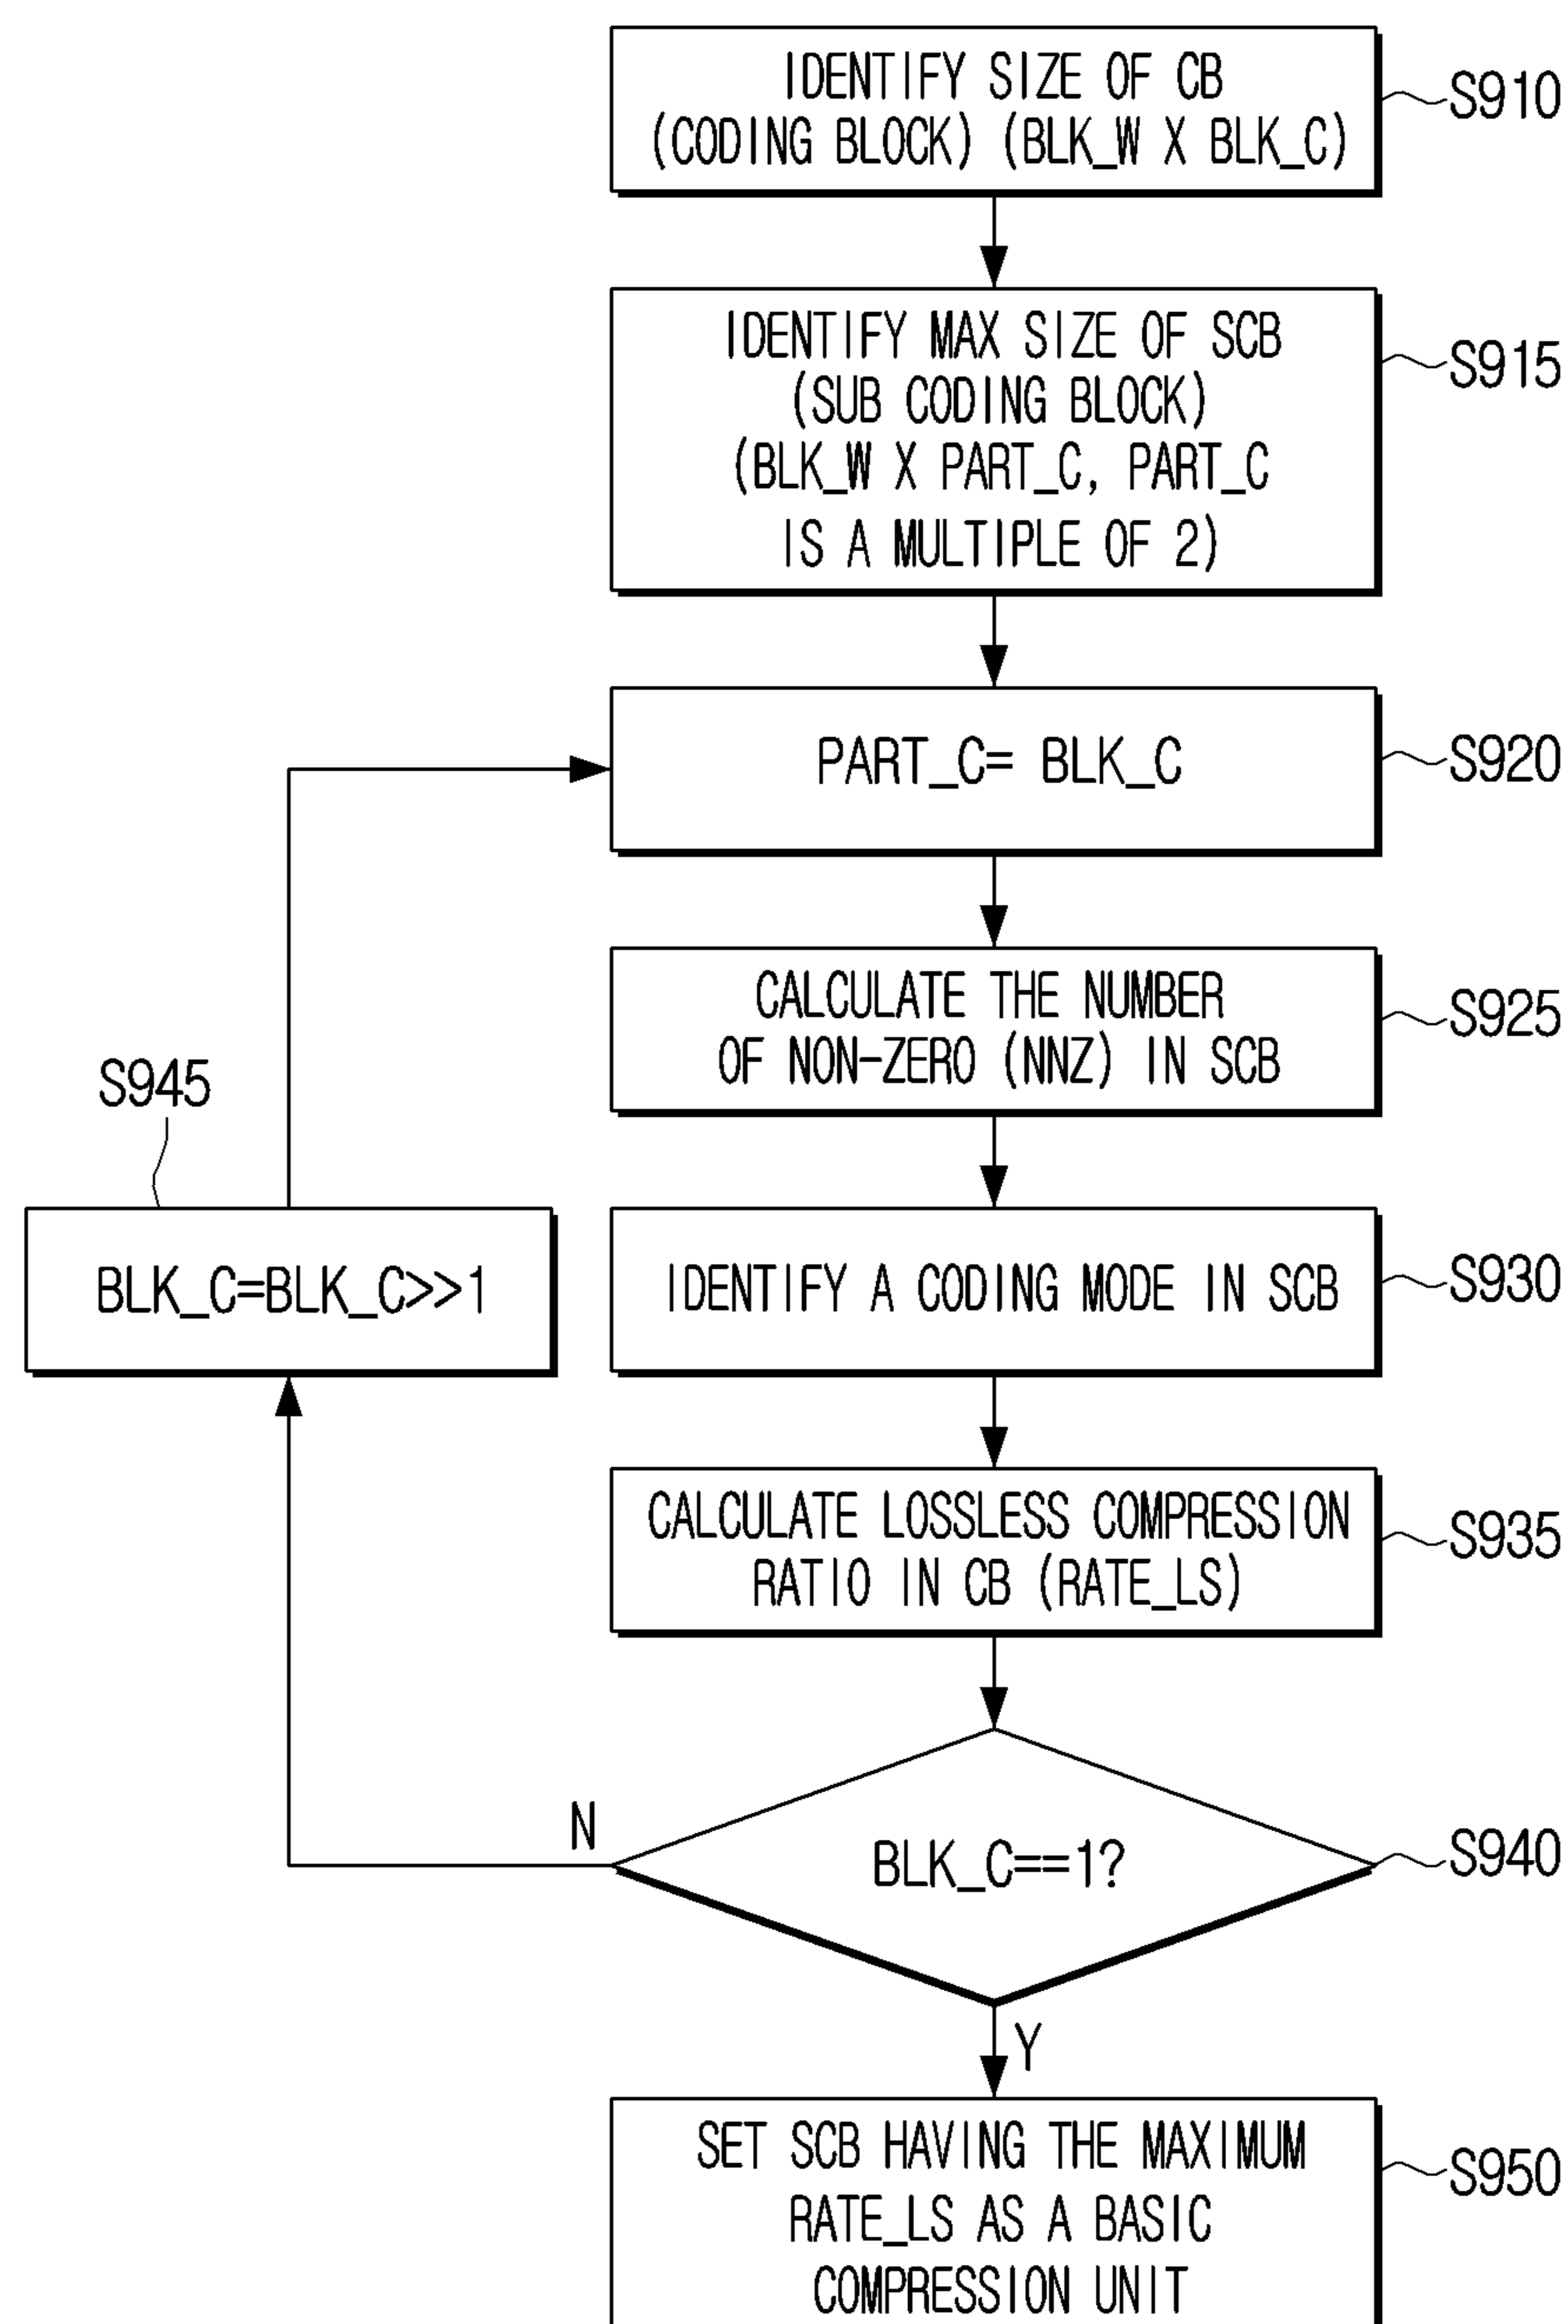 IDENTIFY SIZE OF CB
(CODING BLOCK) (BLK_W X BLK_C)
S910
IDENTIFY MAX SIZE OF SCB
(SUB CODING BLOCK)
(BLK_W X PART_C, PART_C
IS A MULTIPLE OF 2)
S915
PART_C= BLK_C
S920
CALCULATE THE NUMBER
OF NON-ZERO (NNZ) IN SCB
S925
S945
BLK_C=BLK_C>>1
IDENTIFY A CODING MODE IN SCB
S930
CALCULATE LOSSLESS COMPRESSION
RATIO IN CB (RATE_LS)
S935
N
BLK_C==1?
S940
Y
SET SCB HAVING THE MAXIMUM
RATE_LS AS A BASIC
COMPRESSION UNIT
S950